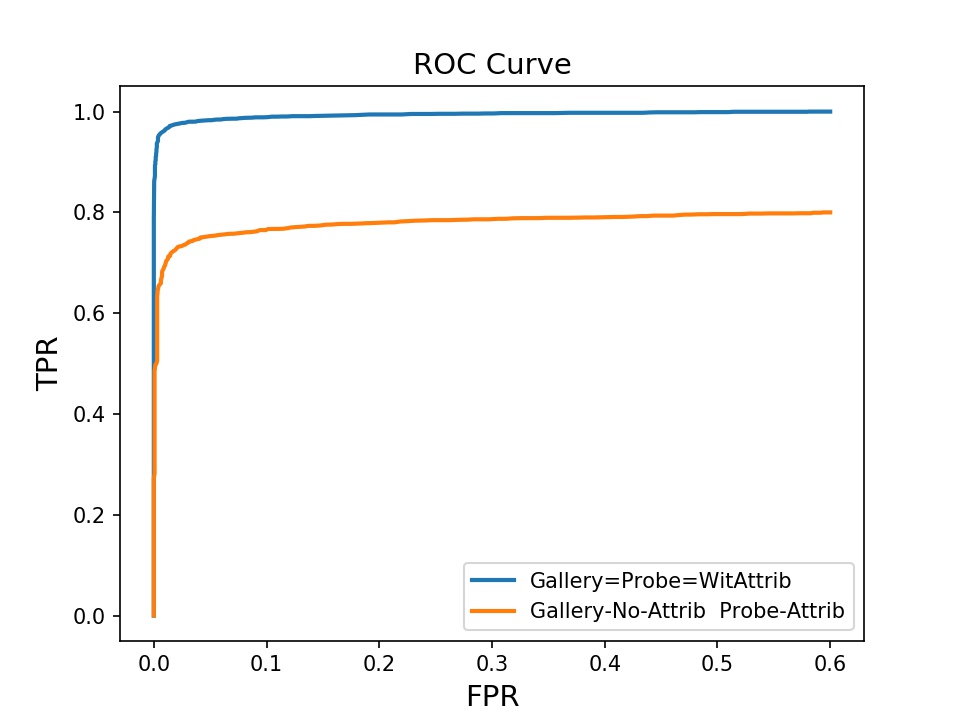 ROC Curve
1.0
0.8
0.6
0.4
0.2
0.0
TPR
Gallery=Probe=WitAttrib
Gallery-No-Attrib  Probe-Attrib
0.0 0.1 0.2 0.3 0.4 0.5 0.6
FPR